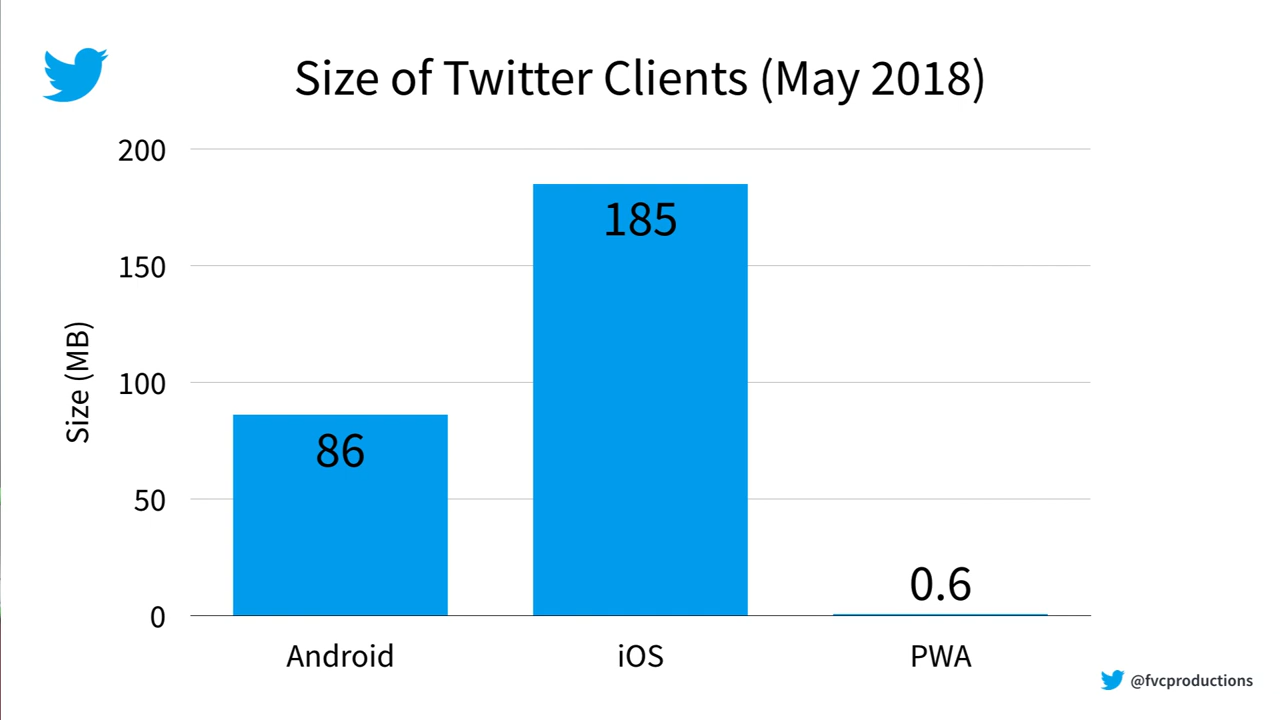 Size of Twitter Clients (May 2018)
200
150
100
50
0
Size (MB)
86
185
0.6
Android
iOS
PWA
@fvcproductions